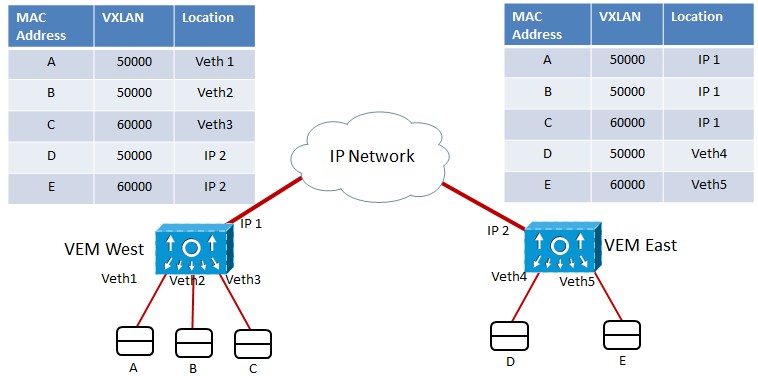 MAC Address VXLAN Location
A 50000 Veth 1
B 50000 Veth2
C 60000 Veth3
D 50000 IP 2
E 60000 IP 2
MAC Address VXLAN Location
A 50000 IP 1
B 50000 IP 1
C 60000 IP 1
D 50000 Veth4
E 60000 Veth5
IP Network
IP 1
IP 2
VEM West
VEM East
Veth1
Veth2
Veth3
Veth4
Veth5
A
B
C
D
E